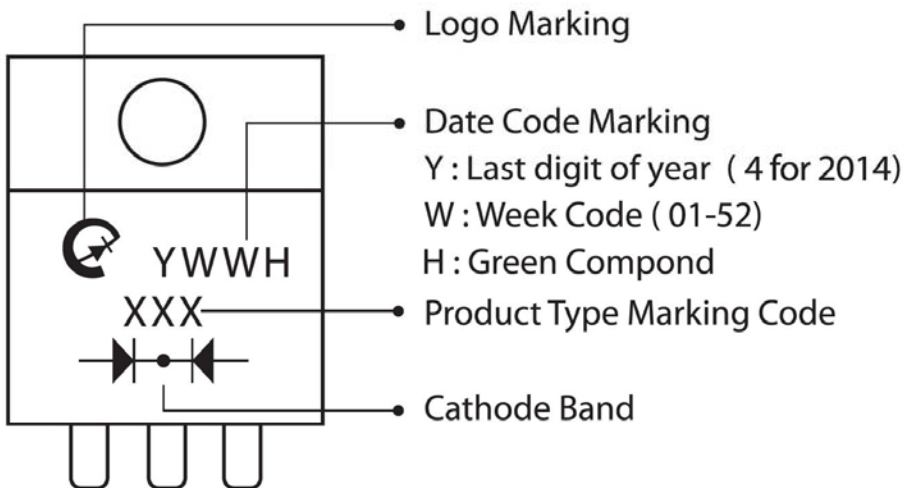 Logo Marking
Date Code Marking
Y : Last digit of year ( 4 for 2014)
W : Week Code ( 01-52)
H : Green Compond
YWWH
XXX
Product Type Marking Code
Cathode Band